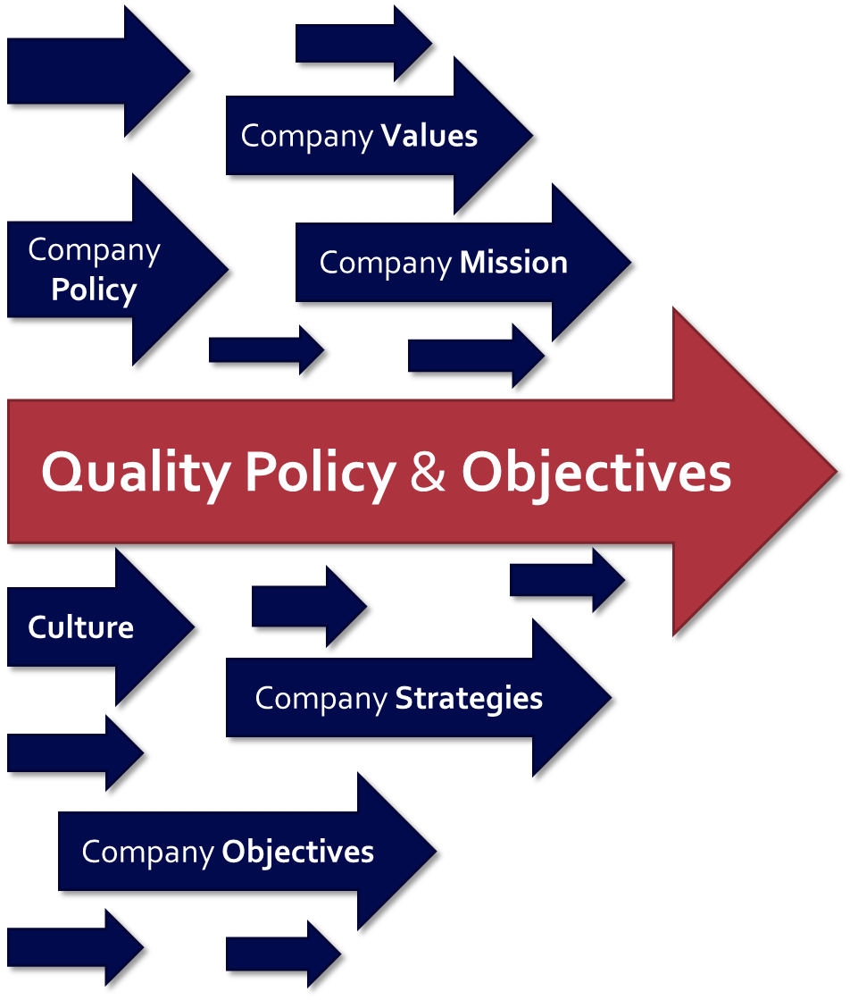 Company Values
Company
Policy
Company Mission
Quality Policy & Objectives
Culture
Company Strategies
Company Objectives